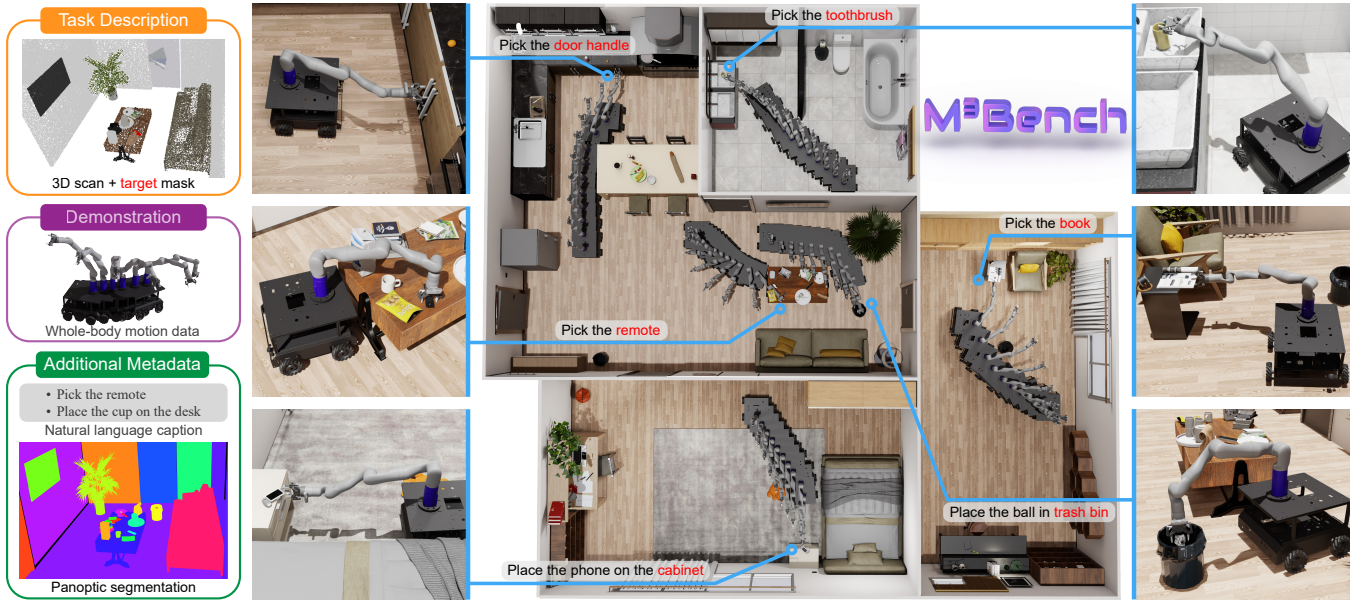 Task Description
3D scan + target mask
Demonstration
Whole-body motion data
Additional Metadata
• Pick the remote
• Place the cup on the desk
Natural language caption
Panoptic segmentation
Pick the door handle
Pick the toothbrush
M³Bench
Pick the book
Pick the remote
Place the ball in trash bin
Place the phone on the cabinet